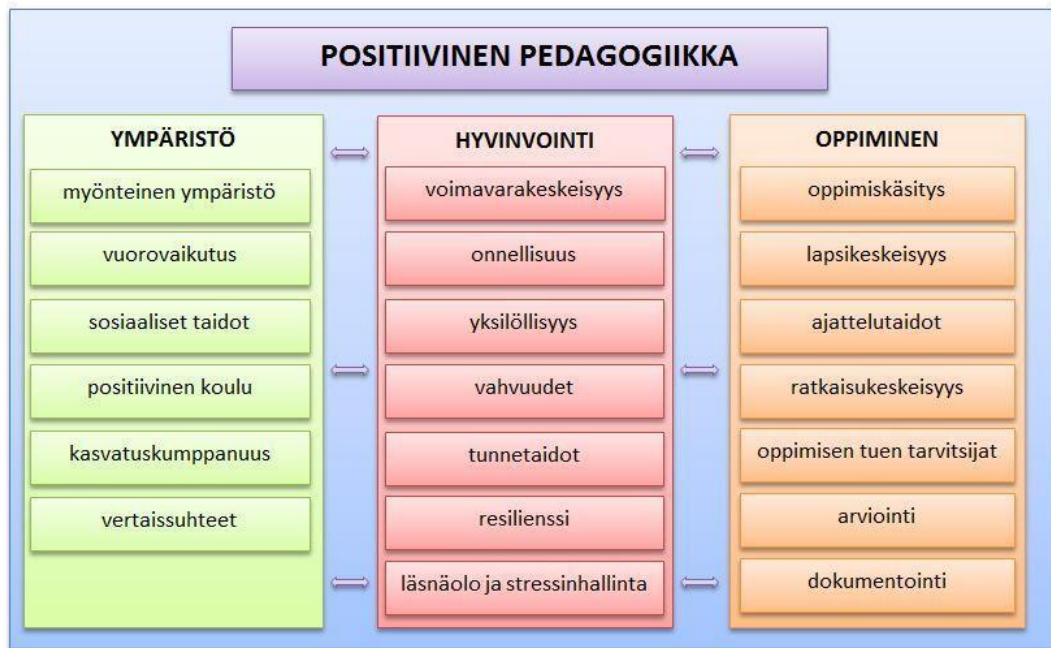 POSITIIVINEN PEDAGOGIIKKA
YMPÄRISTÖ
myönteinen ympäristö
vuorovaikutus
sosiaaliset taidot
positiivinen koulu
kasvatuskumppanuus
vertaissuhteet
HYVINVOINTI
voimavarakeskeisyys
onnellisuus
yksilöllisyys
vahvuudet
tunnetaidot
resilienssi
läsnäolo ja stressinhallinta
OPPIMINEN
oppimiskäsitys
lapsikeskeisyys
ajattelutaidot
ratkaisukeskeisyys
oppimisen tuen tarvitsijat
arviointi
dokumentointi